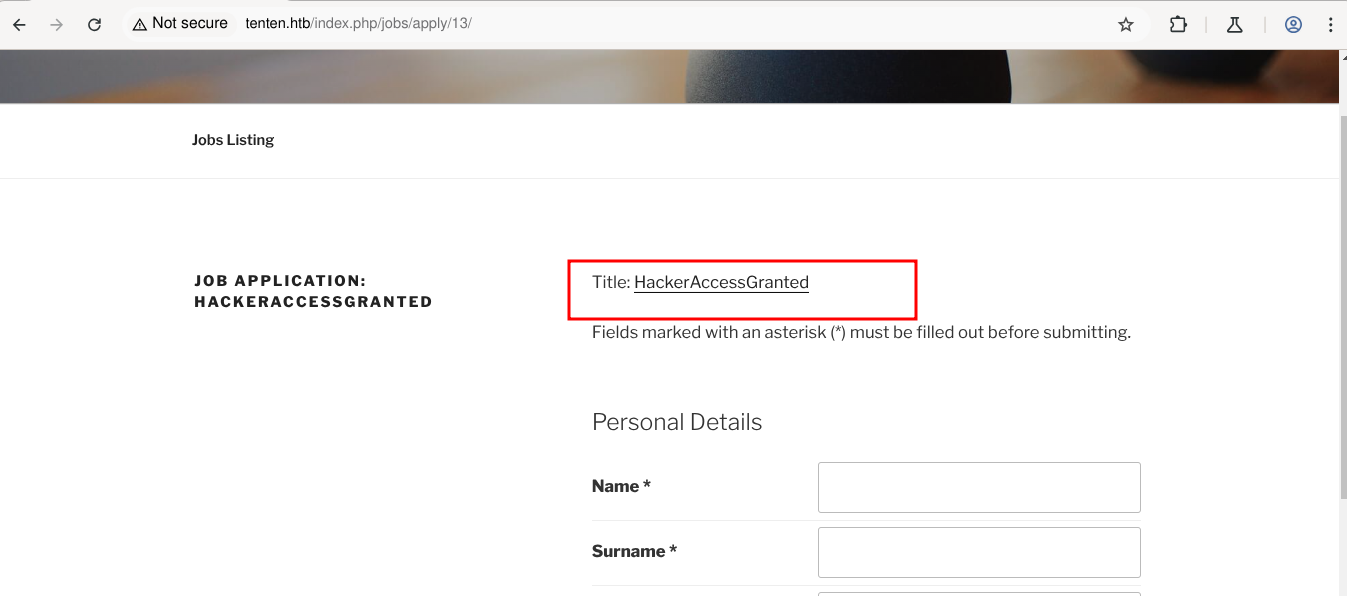 Not secure tenten.htb/index.php/jobs/apply/13/
Jobs Listing
JOB APPLICATION:
HACKERACCESSGRANTED
Title: HackerAccessGranted
Fields marked with an asterisk (*) must be filled out before submitting.
Personal Details
Name *
Surname *